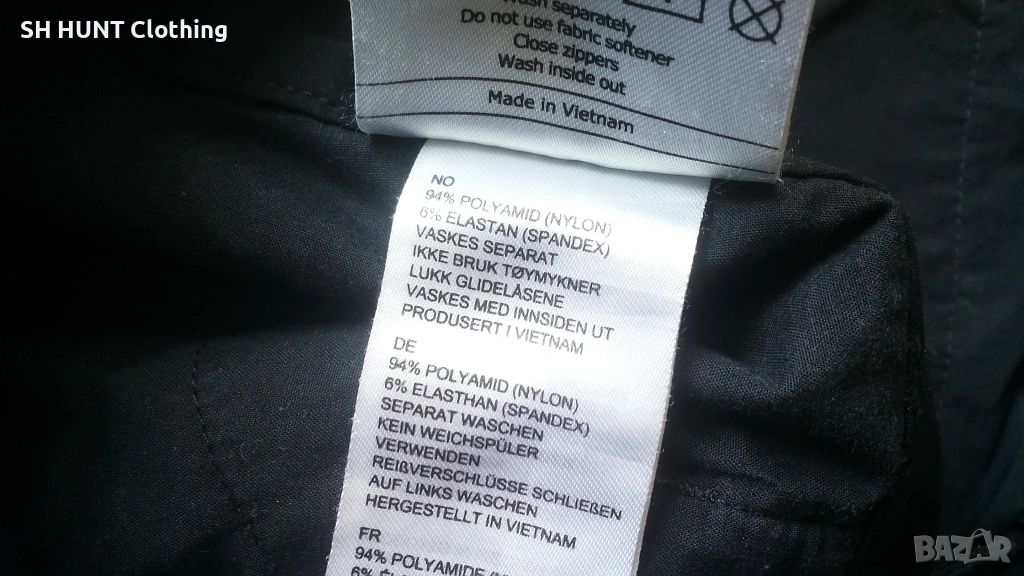 SH HUNT Clothing
Wash separately
Do not use fabric softener
Close zippers
Wash inside out
Made in Vietnam
NO
94% POLYAMID (NYLON)
6% ELASTAN (SPANDEX)
VASKES SEPARAT
IKKE BRUK TØYMYKNER
LUKK GLIDELÅSENE
VASKES MED INNSIDEN UT
PRODUSERT I VIETNAM
DE
94% POLYAMID (NYLON)
6% ELASTHAN (SPANDEX)
SEPARAT WASCHEN
KEIN WEICHSPÜLER
VERWENDEN
REIßVERSCHLÜSSE SCHLIEßEN
AUF LINKS WASCHEN
HERGESTELLT IN VIETNAM
FR
94% POLYAMIDE
6%
BAZAR